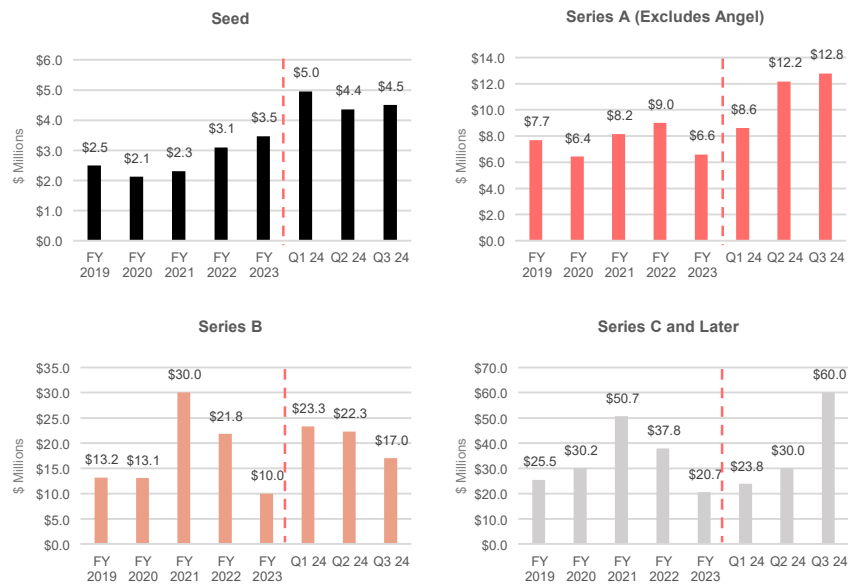 Seed
$ Millions
$6.0
$5.0
$4.0
$3.0
$2.0
$1.0
$0.0
$2.5
$2.1
$2.3
$3.1
$3.5
$5.0
$4.4
$4.5
FY 2019
FY 2020
FY 2021
FY 2022
FY 2023
Q1 24
Q2 24
Q3 24
Series A (Excludes Angel)
$ Millions
$14.0
$12.0
$10.0
$8.0
$6.0
$4.0
$2.0
$0.0
$7.7
$6.4
$8.2
$9.0
$6.6
$8.6
$12.2
$12.8
FY 2019
FY 2020
FY 2021
FY 2022
FY 2023
Q1 24
Q2 24
Q3 24
Series B
$ Millions
$35.0
$30.0
$25.0
$20.0
$15.0
$10.0
$5.0
$0.0
$13.2
$13.1
$30.0
$21.8
$10.0
$23.3
$22.3
$17.0
FY 2019
FY 2020
FY 2021
FY 2022
FY 2023
Q1 24
Q2 24
Q3 24
Series C and Later
$ Millions
$70.0
$60.0
$50.0
$40.0
$30.0
$20.0
$10.0
$0.0
$25.5
$30.2
$50.7
$37.8
$20.7
$23.8
$30.0
$60.0
FY 2019
FY 2020
FY 2021
FY 2022
FY 2023
Q1 24
Q2 24
Q3 24